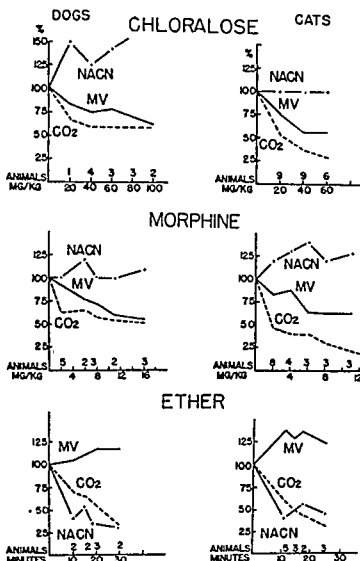 DOGS
CHLORALOSE
CATS
%
%
150
125
100
75
50
25
NACN
MV
CO2
125
100
75
50
25
NACN
MV
CO2
ANIMALS 1 4 3 3 2
MG/KG 20 40 60 80 100
ANIMALS 9 9 6
MG/KG 20 40 60
MORPHINE
125
100
75
50
25
NACN
MV
CO2
125
100
75
50
25
NACN
MV
CO2
ANIMALS 5 2 3 2 3
MG/KG 4 8 12 16
ANIMALS 8 4 3 3
MG/KG 4 8 12
ETHER
125
100
75
50
25
MV
CO2
NACN
125
100
75
50
25
MV
CO2
NACN
ANIMALS 2 2 3 2
MINUTES 10 20 30
ANIMALS 5 3 2 3
MINUTES 10 20 30